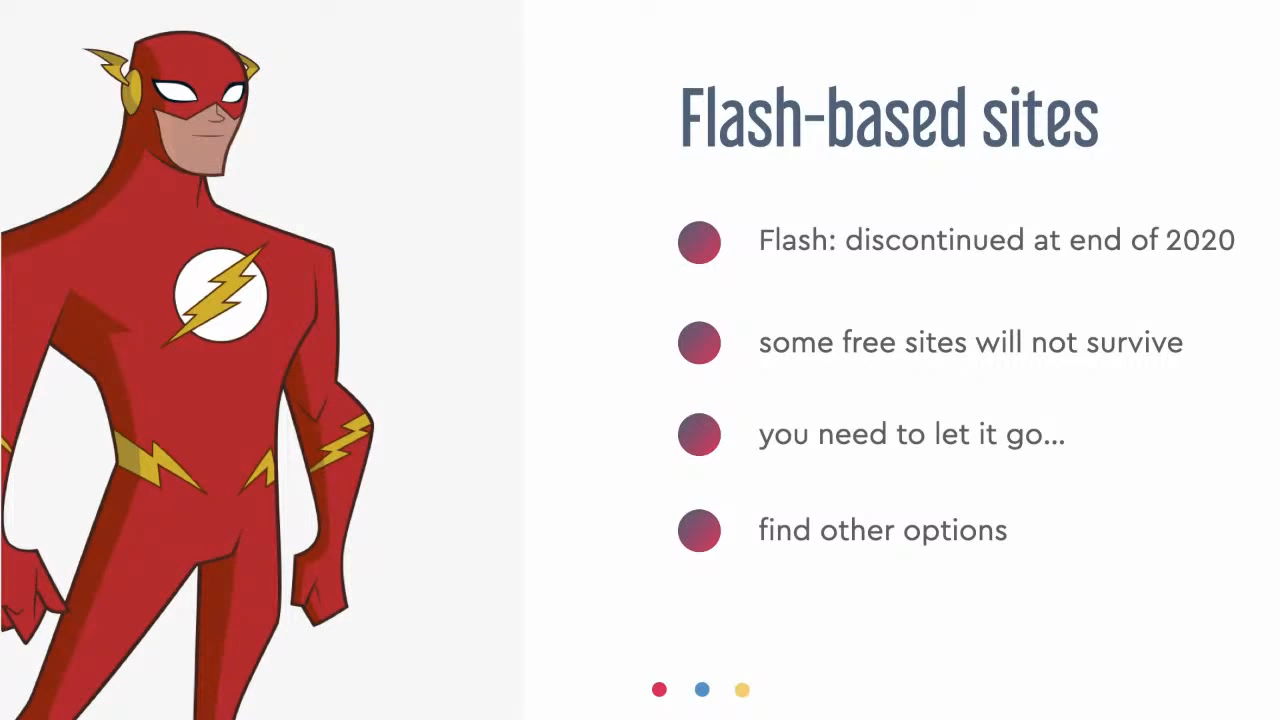 Flash-based sites
Flash: discontinued at end of 2020
some free sites will not survive
you need to let it go...
find other options